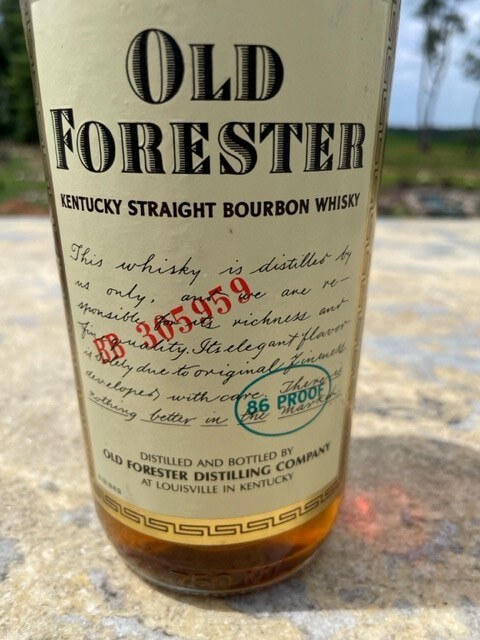 OLD
FORESTER
KENTUCKY STRAIGHT BOURBON WHISKY
This whisky is distilled by
us only, and we are re-
sponsible for its richness and
fine quality. Its elegant flavor
is solely due to original fineness
developed with care. There is
nothing better in the market.
BB 305959
86 PROOF
DISTILLED AND BOTTLED BY
OLD FORESTER DISTILLING COMPANY
AT LOUISVILLE IN KENTUCKY
750